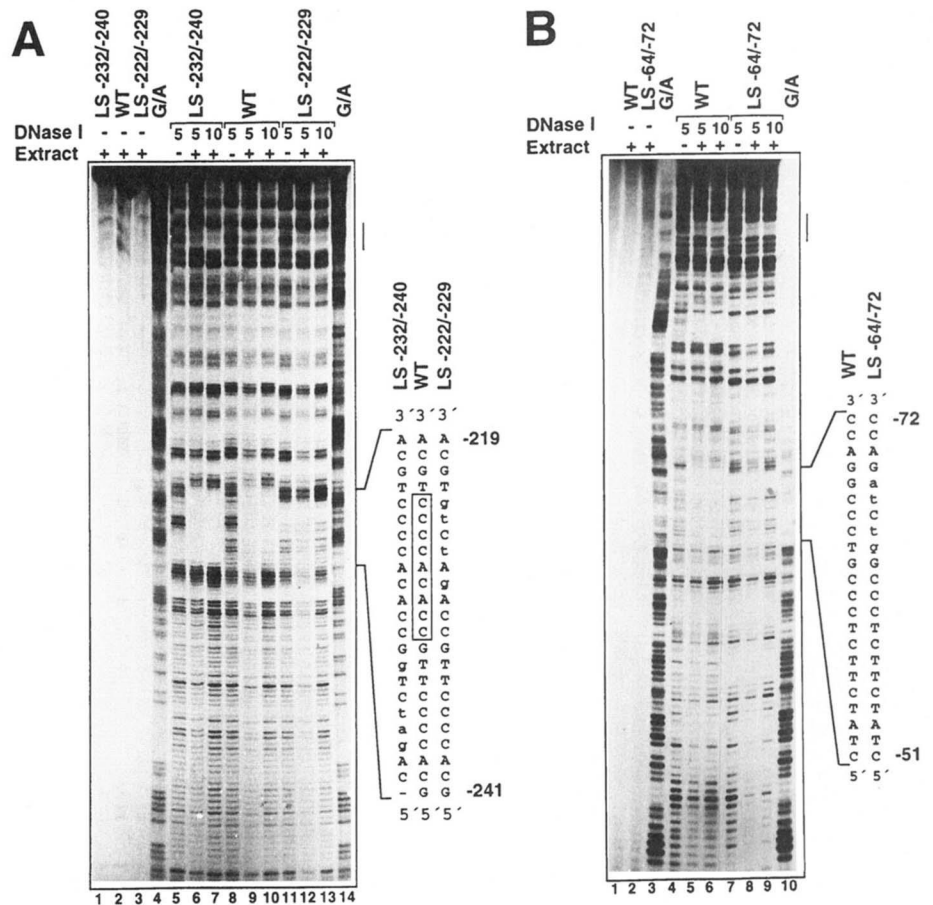 A
LS -232/-240
WT
LS -222/-229
G/A
LS -232/-240
WT
LS -222/-229
G/A
DNase I - - - 5 5 10 5 5 10 5 5 10
Extract + + + - + + - + + - + +
LS -232/-240
WT
LS -222/-229
3´ 3´ 3´
A A A -219
C C C
G G G
T T T
C C g
C C t
C C c
C C t
A A A
C C g
A A A
C C C
C C C
G G G
g T T
T T T
C C C
t C C
a C C
g C C
A A A
C C C
- G G -241
5´ 5´ 5´
1 2 3 4 5 6 7 8 9 10 11 12 13 14
B
WT
LS -64/-72
G/A
WT
LS -64/-72
G/A
DNase I - - 5 5 10 5 5 10
Extract + + - + + - + +
WT
LS -64/-72
3´ 3´
C C -72
C C
A A
G G
G a
C t
C C
C t
T g
G G
C C
C C
C C
T T
C C
T T
T T
C C
T T
A A
T T
C C -51
5´ 5´
1 2 3 4 5 6 7 8 9 10